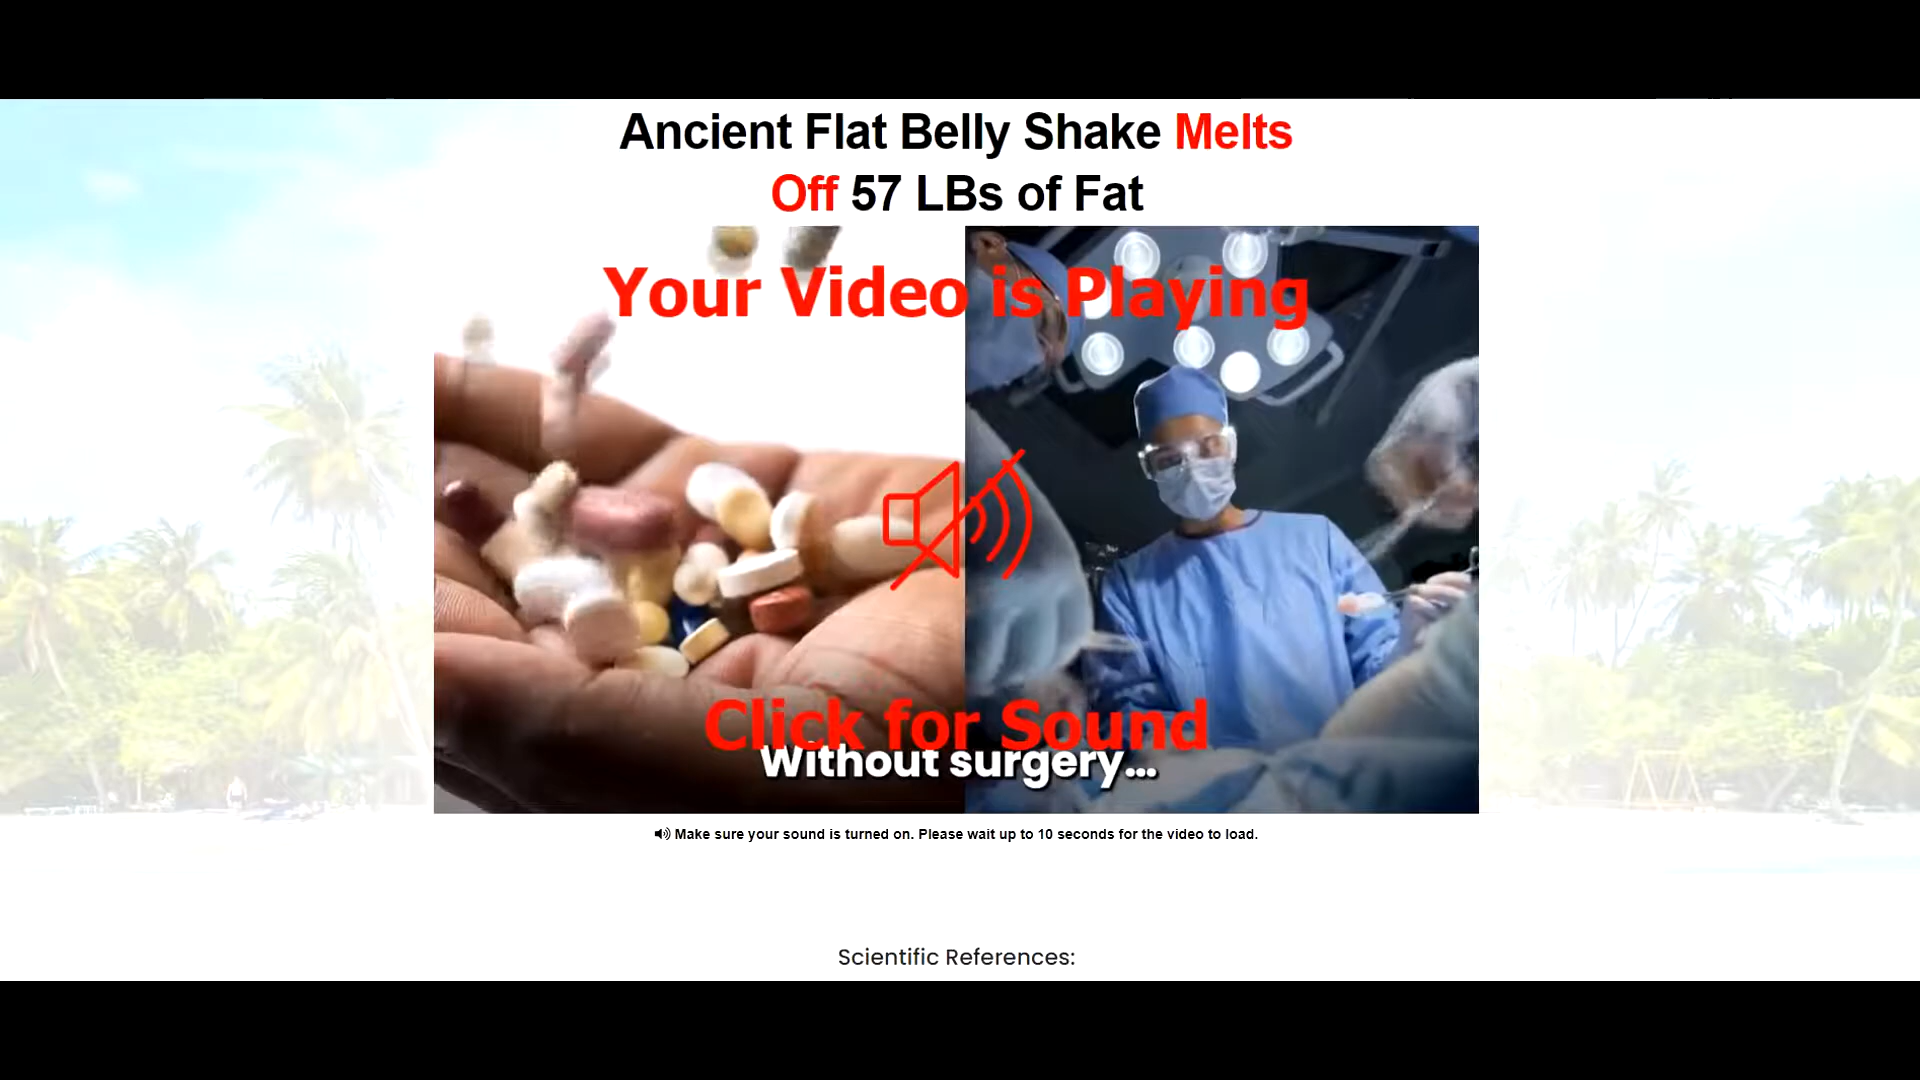 Ancient Flat Belly Shake Melts
Off 57 LBs of Fat
Your Video is Playing
Click for Sound
Without surgery...
Make sure your sound is turned on. Please wait up to 10 seconds for the video to load.
Scientific References: